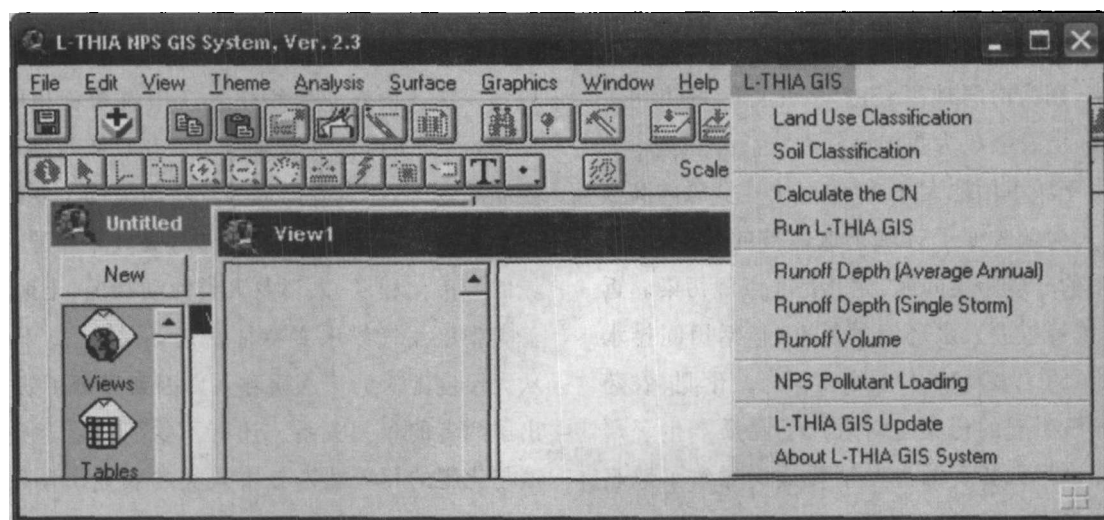 L-THIA NPS GIS System, Ver. 2.3
File Edit View Theme Analysis Surface Graphics Window Help L-THIA GIS
Land Use Classification
Soil Classification
Calculate the CN
Run L-THIA GIS
Runoff Depth (Average Annual)
Runoff Depth (Single Storm)
Runoff Volume
NPS Pollutant Loading
L-THIA GIS Update
About L-THIA GIS System
T
Scale
Untitled
View1
New
Views
Tables